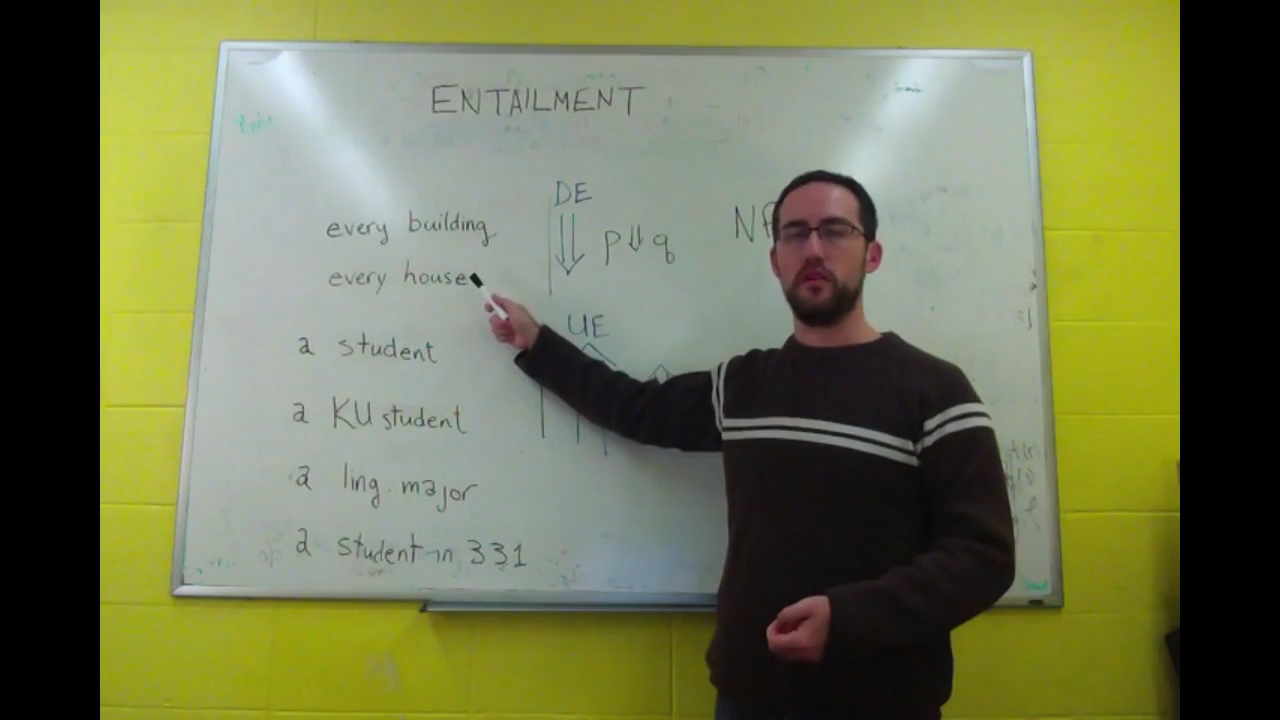 ENTAILMENT
every building
every house
a student
a KU student
a ling. major
a student in 331
DE
⇓ p ⇓ q
UE